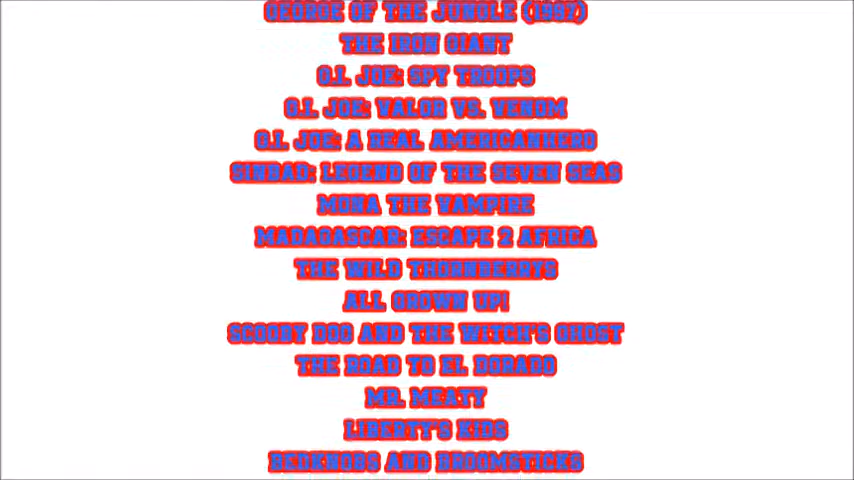 GEORGE OF THE JUNGLE (1997)
THE IRON GIANT
G.I. JOE: SPY TROOPS
G.I. JOE: VALOR VS. VENOM
G.I. JOE: A REAL AMERICANHERO
SINBAD: LEGEND OF THE SEVEN SEAS
MONA THE VAMPIRE
MADAGASCAR: ESCAPE 2 AFRICA
THE WILD THORNBERRYS
ALL GROWN UP!
SCOOBY DOO AND THE WITCH'S GHOST
THE ROAD TO EL DORADO
MR. MEATY
LIBERTY'S KIDS
BEDKNOBS AND BROOMSTICKS